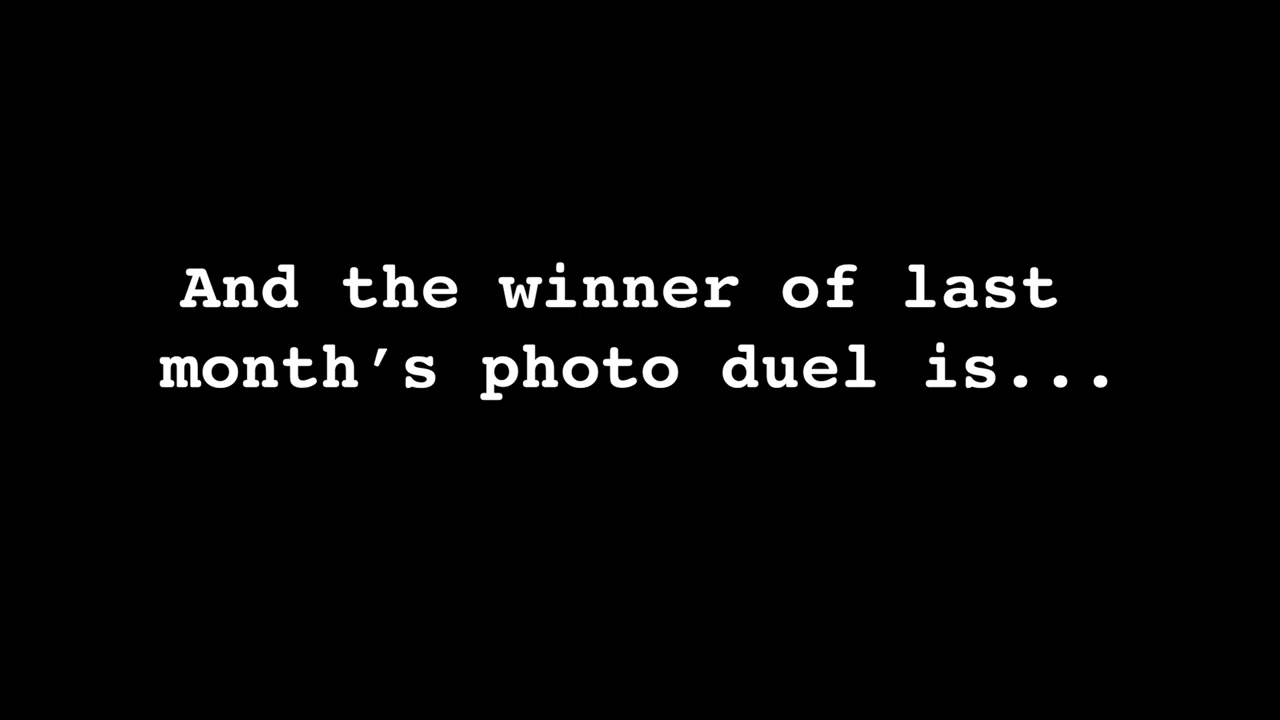 And the winner of last
month’s photo duel is...